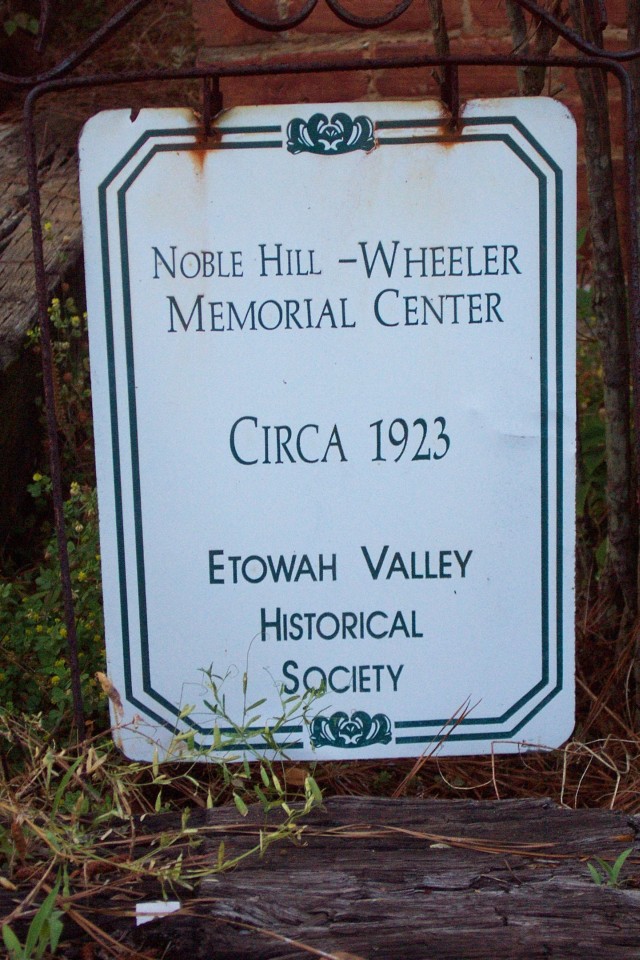 Noble Hill –Wheeler
Memorial Center
Circa 1923
Etowah Valley
Historical
Society